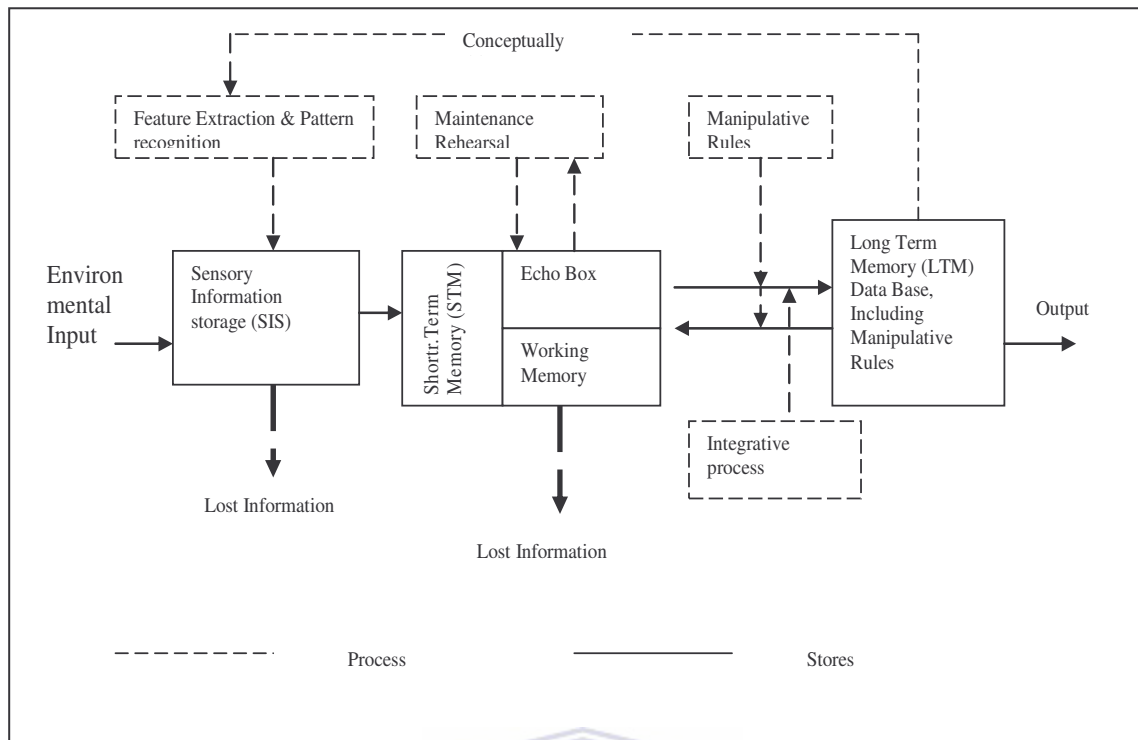 Conceptually
Feature Extraction & Pattern
recognition
Maintenance
Rehearsal
Manipulative
Rules
Environ
mental
Input
Sensory
Information
storage (SIS)
Shortr.Term
Memory (STM)
Echo Box
Working
Memory
Long Term
Memory (LTM)
Data Base,
Including
Manipulative
Rules
Output
Integrative
process
Lost Information
Lost Information
Process
Stores